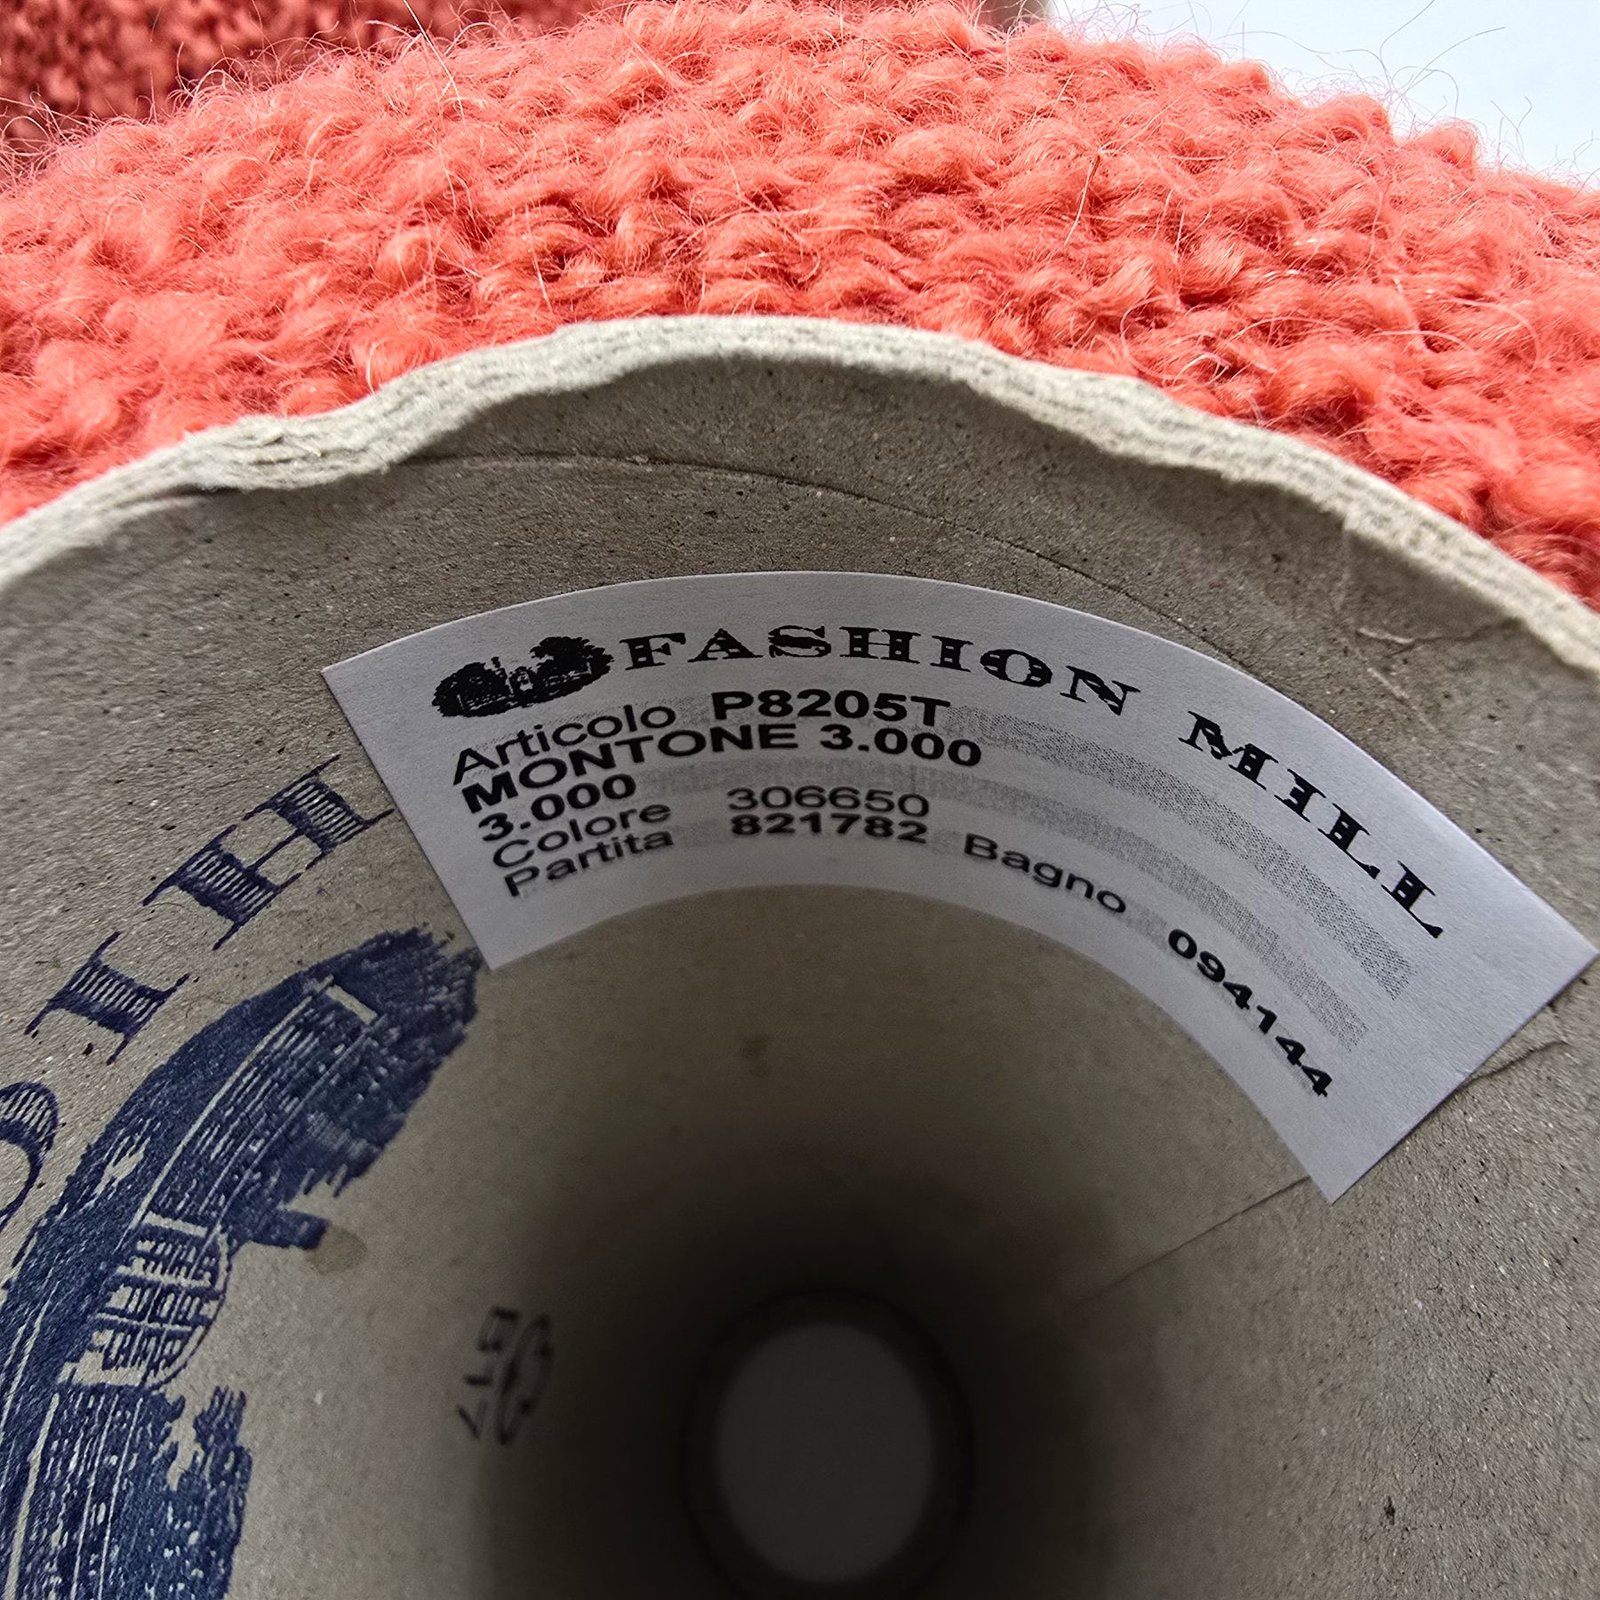 FASHION MILL
Articolo P8205T
MONTONE 3.000
3.000
Colore 306650
Partita 821782 Bagno 094144